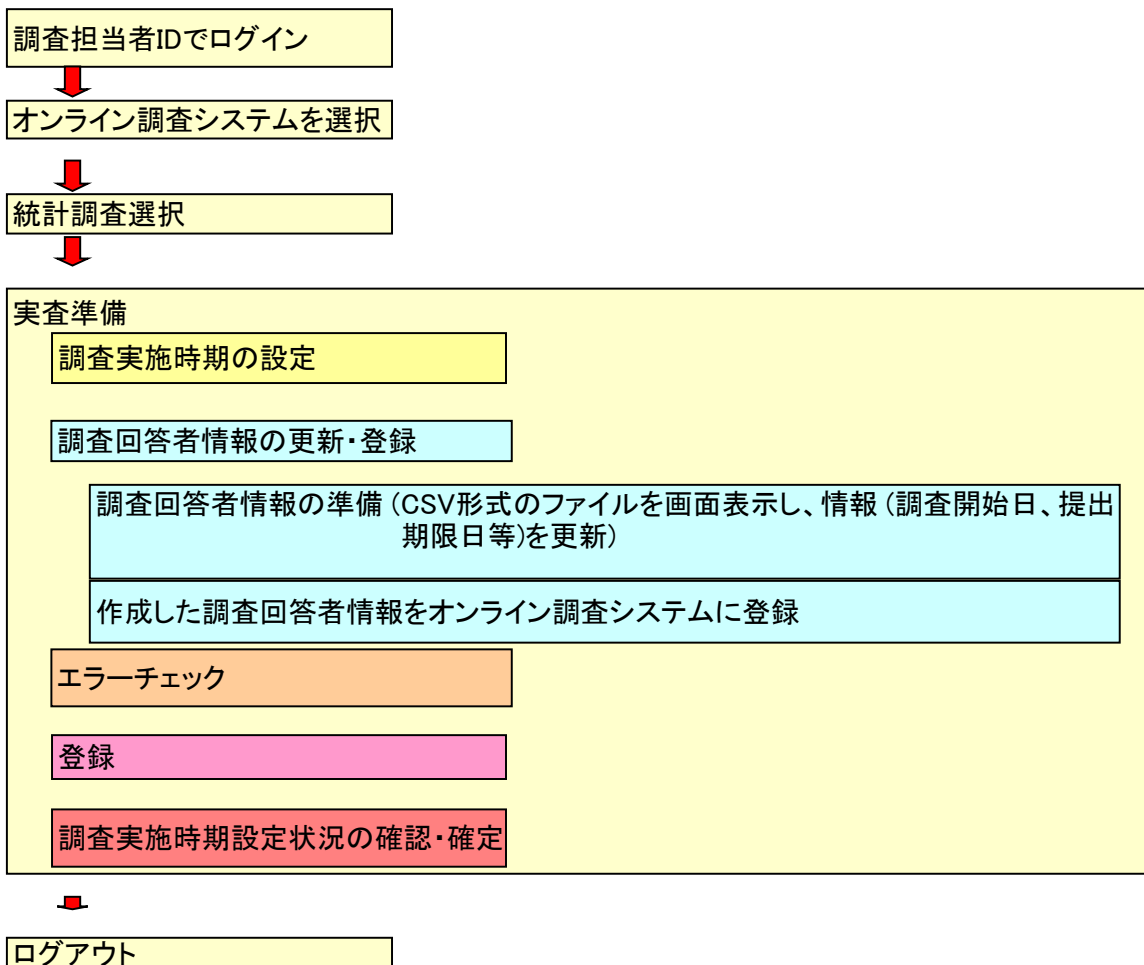 調査担当者IDでログイン
オンライン調査システムを選択
統計調査選択
実査準備
調査実施時期の設定
調査回答者情報の更新・登録
調査回答者情報の準備（CSV形式のファイルを画面表示し、情報（調査開始日、提出
期限日等）を更新）
作成した調査回答者情報をオンライン調査システムに登録
エラーチェック
登録
調査実施時期設定状況の確認・確定
ログアウト